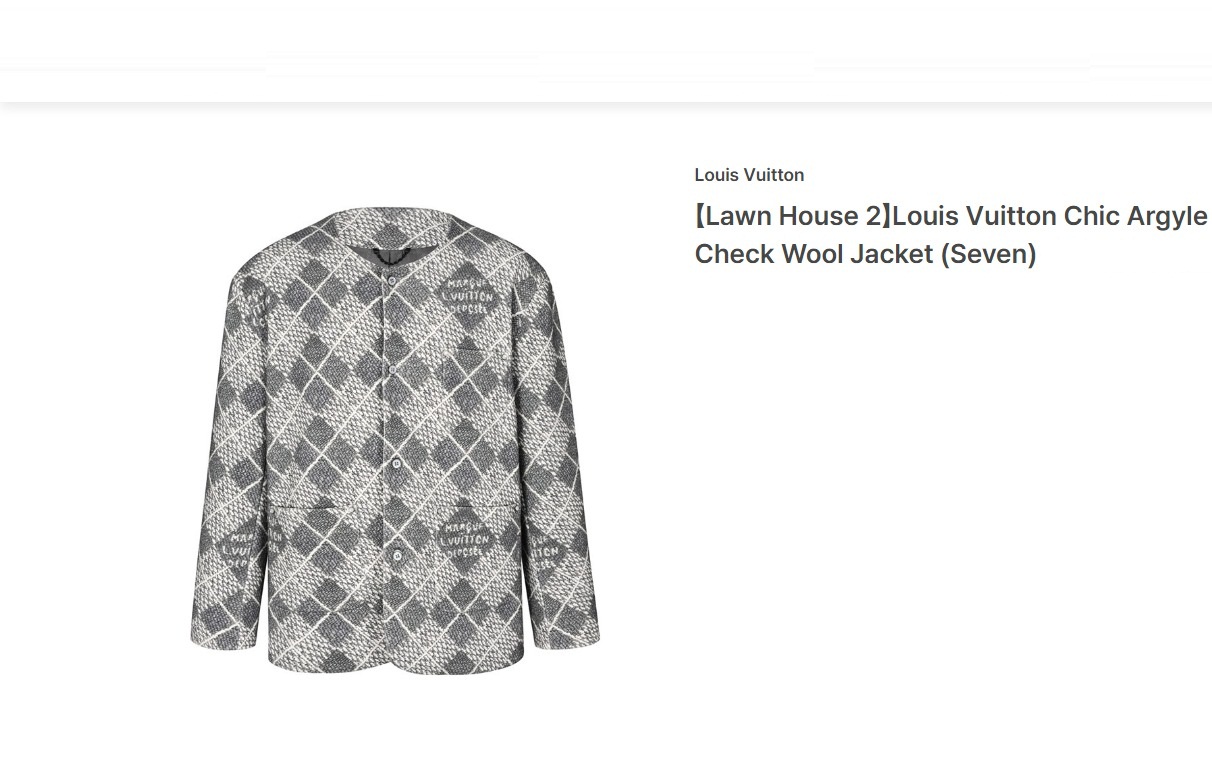 Louis Vuitton
【Lawn House 2】Louis Vuitton Chic Argyle
Check Wool Jacket (Seven)
MARQUE
L.VUITTON
DEPOSÉE
MARQUE
L.VUITTON
DEPOSÉE